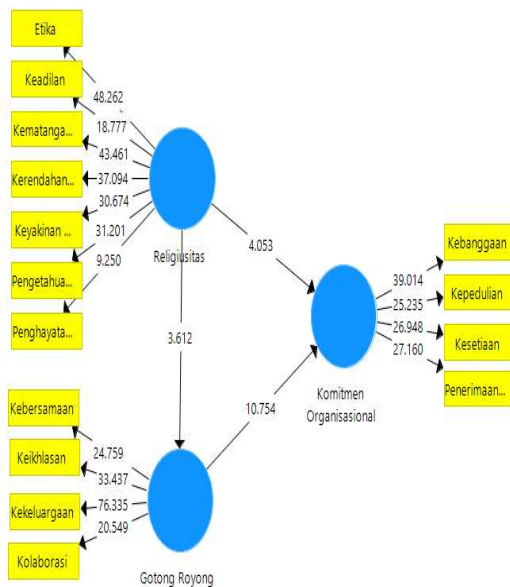 Etika
Keadilan
Kematanga...
Kerendahan...
Keyakinan ...
Pengetahua...
Penghayata...
48.262
18.777
43.461
37.094
30.674
31.201
9.250
Religiusitas
4.053
3.612
10.754
Kebanggaan
Kepedulian
Kesetiaan
Penerimaan...
39.014
25.235
26.948
27.160
Komitmen
Organisasional
Kebersamaan
Keikhlasan
Kekeluargaan
Kolaborasi
24.759
33.437
76.335
20.549
Gotong Royong